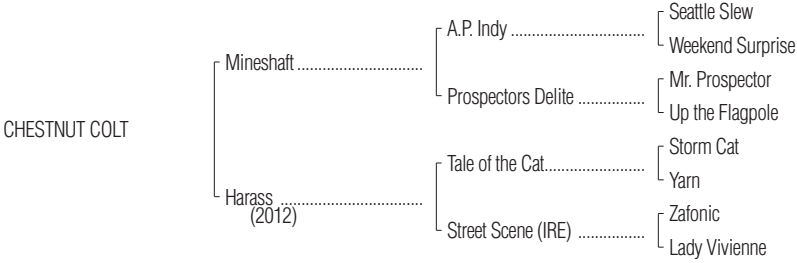 Seattle Slew
A.P. Indy ................................
Weekend Surprise
Mineshaft ..............................
Mr. Prospector
Prospectors Delite ................
Up the Flagpole
CHESTNUT COLT
Storm Cat
Tale of the Cat........................
Yarn
Harass ..................................
(2012)
Zafonic
Street Scene (IRE) ................
Lady Vivienne